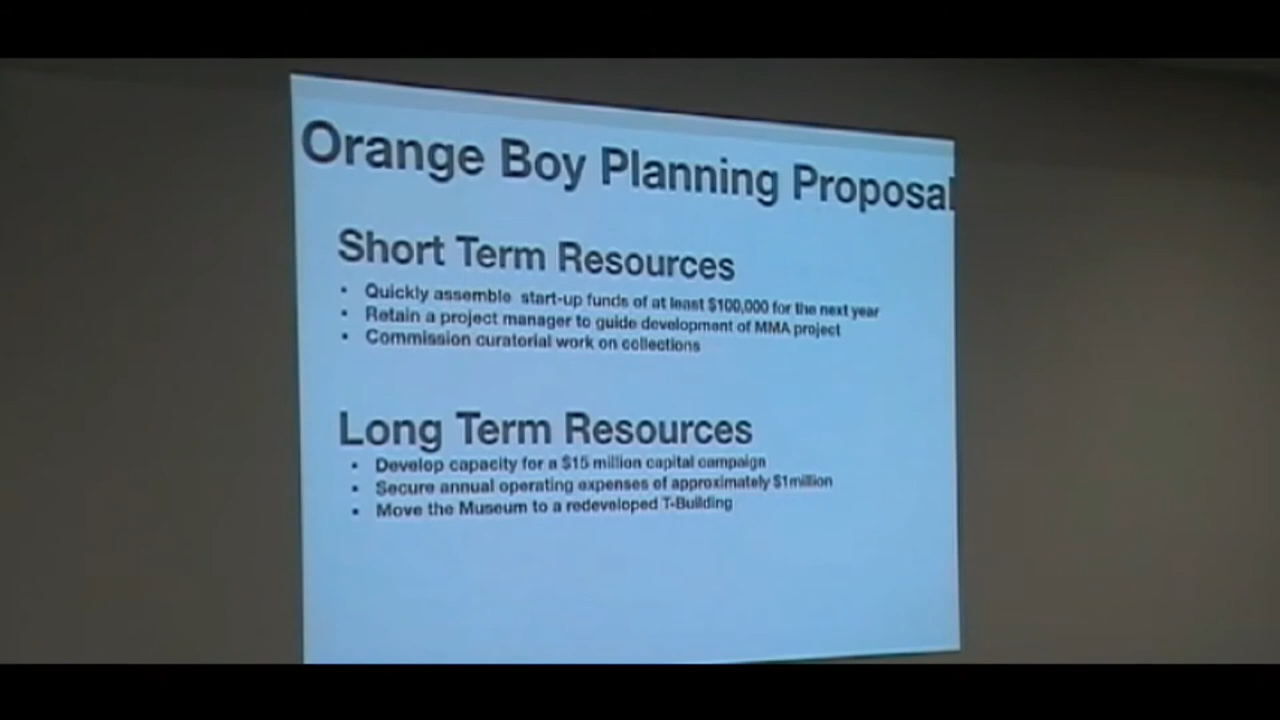 Orange Boy Planning Proposal
Short Term Resources
• Quickly assemble start-up funds of at least $100,000 for the next year
• Retain a project manager to guide development of MMA project
• Commission curatorial work on collections
Long Term Resources
• Develop capacity for a $15 million capital campaign
• Secure annual operating expenses of approximately $1million
• Move the Museum to a redeveloped T-Building